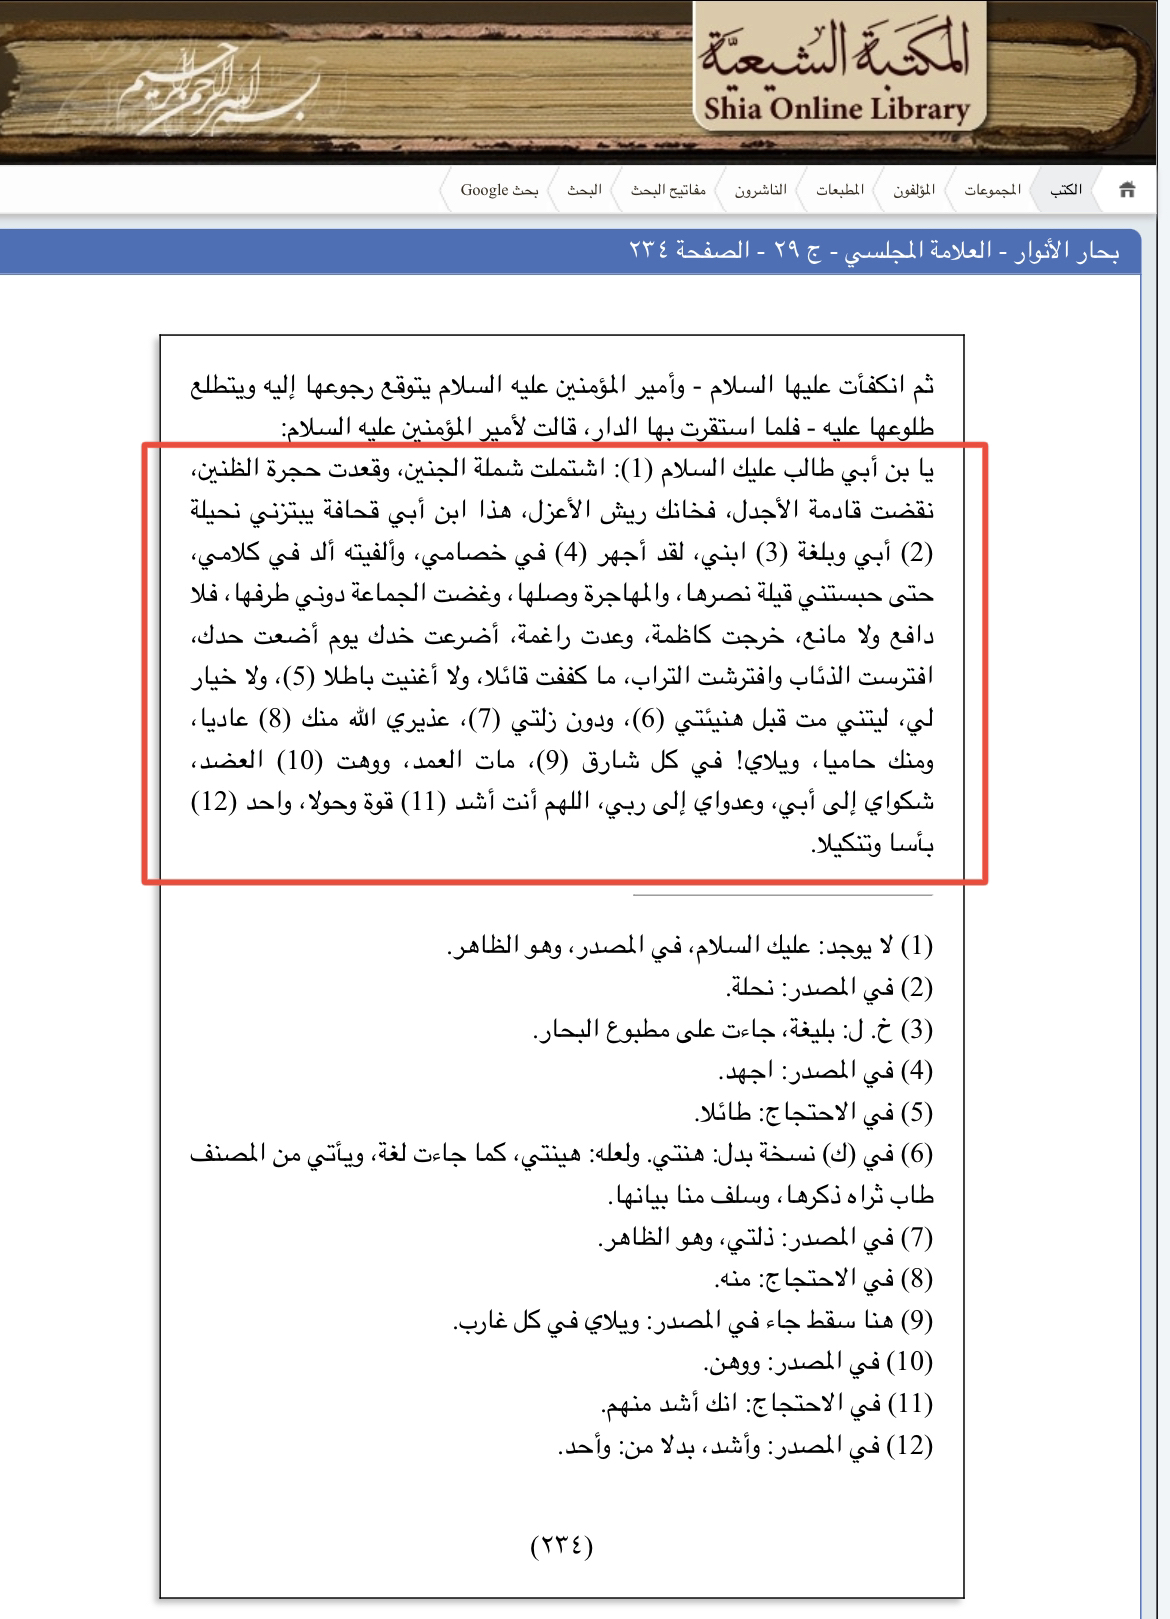 بسم الله الرحمن الرحيم
المكتبة الشيعية
Shia Online Library
الكتب
المجموعات
المؤلفون
المطبعات
الناشرون
مفاتيح البحث
البحث
بحث Google
بحار الأنوار - العلامة المجلسي - ج ٢٩ - الصفحة ٢٣٤
ثم انكفأت عليها السلام - وأمير المؤمنين عليه السلام يتوقع رجوعها إليه ويتطلع
طلوعها عليه - فلما استقرت بها الدار، قالت لأمير المؤمنين عليه السلام:
يا بن أبي طالب عليك السلام (1): اشتملت شملة الجنين، وقعدت حجرة الظنين،
نقضت قادمة الأجدل، فخانك ريش الأعزل، هذا ابن أبي قحافة يبتزني نحيلة
(2) أبي وبلغة (3) ابني، لقد أجهر (4) في خصامي، وألفيته ألد في كلامي،
حتى حبستني قيلة نصرها، والمهاجرة وصلها، وغضت الجماعة دوني طرفها، فلا
دافع ولا مانع، خرجت كاظمة، وعدت راغمة، أضرعت خدك يوم أضعت حدك،
افترست الذئاب وافترشت التراب، ما كففت قائلا، ولا أغنيت باطلا (5)، ولا خيار
لي، ليتني مت قبل هنيئتي (6)، ودون زلتي (7)، عذيري الله منك (8) عاديا،
ومنك حاميا، ويلاي! في كل شارق (9)، مات العمد، ووهت (10) العضد،
شكواي إلى أبي، وعدواي إلى ربي، اللهم أنت أشد (11) قوة وحولا، واحد (12)
بأسا وتنكيلا.
(1) لا يوجد: عليك السلام، في المصدر، وهو الظاهر.
(2) في المصدر: نحلة.
(3) خ. ل: بليغة، جاءت على مطبوع البحار.
(4) في المصدر: اجهد.
(5) في الاحتجاج: طائلا.
(6) في (ك) نسخة بدل: هنتي. ولعله: هينتي، كما جاءت لغة، ويأتي من المصنف
طاب ثراه ذكرها، وسلف منا بيانها.
(7) في المصدر: ذلتي، وهو الظاهر.
(8) في الاحتجاج: منه.
(9) هنا سقط جاء في المصدر: ويلاي في كل غارب.
(10) في المصدر: ووهن.
(11) في الاحتجاج: انك أشد منهم.
(12) في المصدر: وأشد، بدلا من: وأحد.
(٢٣٤)